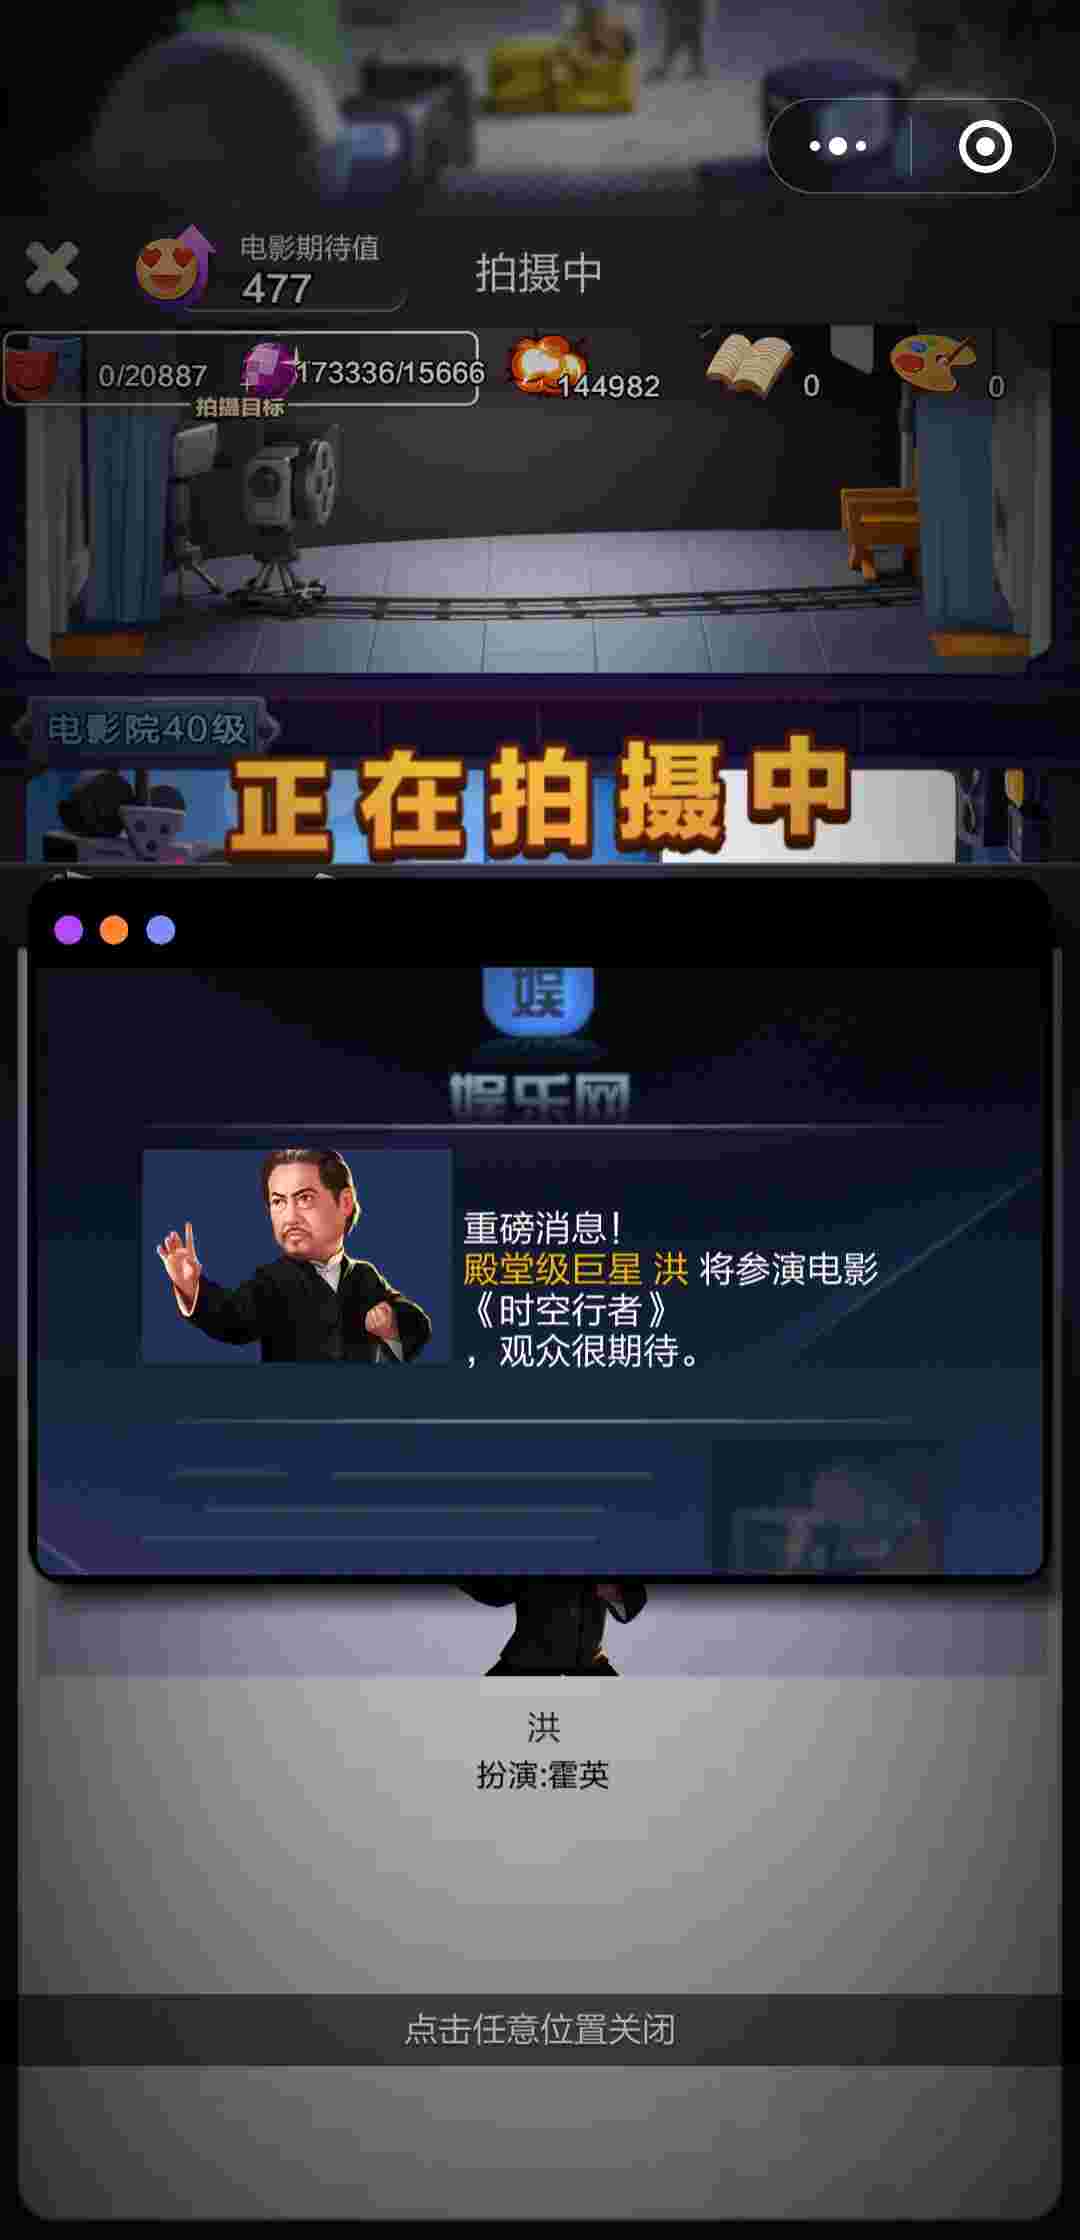 电影期待值
477
拍摄中
0/20887
173336/15666
144982
0
0
拍摄目标
电影院40级
正在拍摄中
娱
娱乐网
重磅消息！
殿堂级巨星 洪 将参演电影
《时空行者》
，观众很期待。
洪
扮演:霍英
点击任意位置关闭